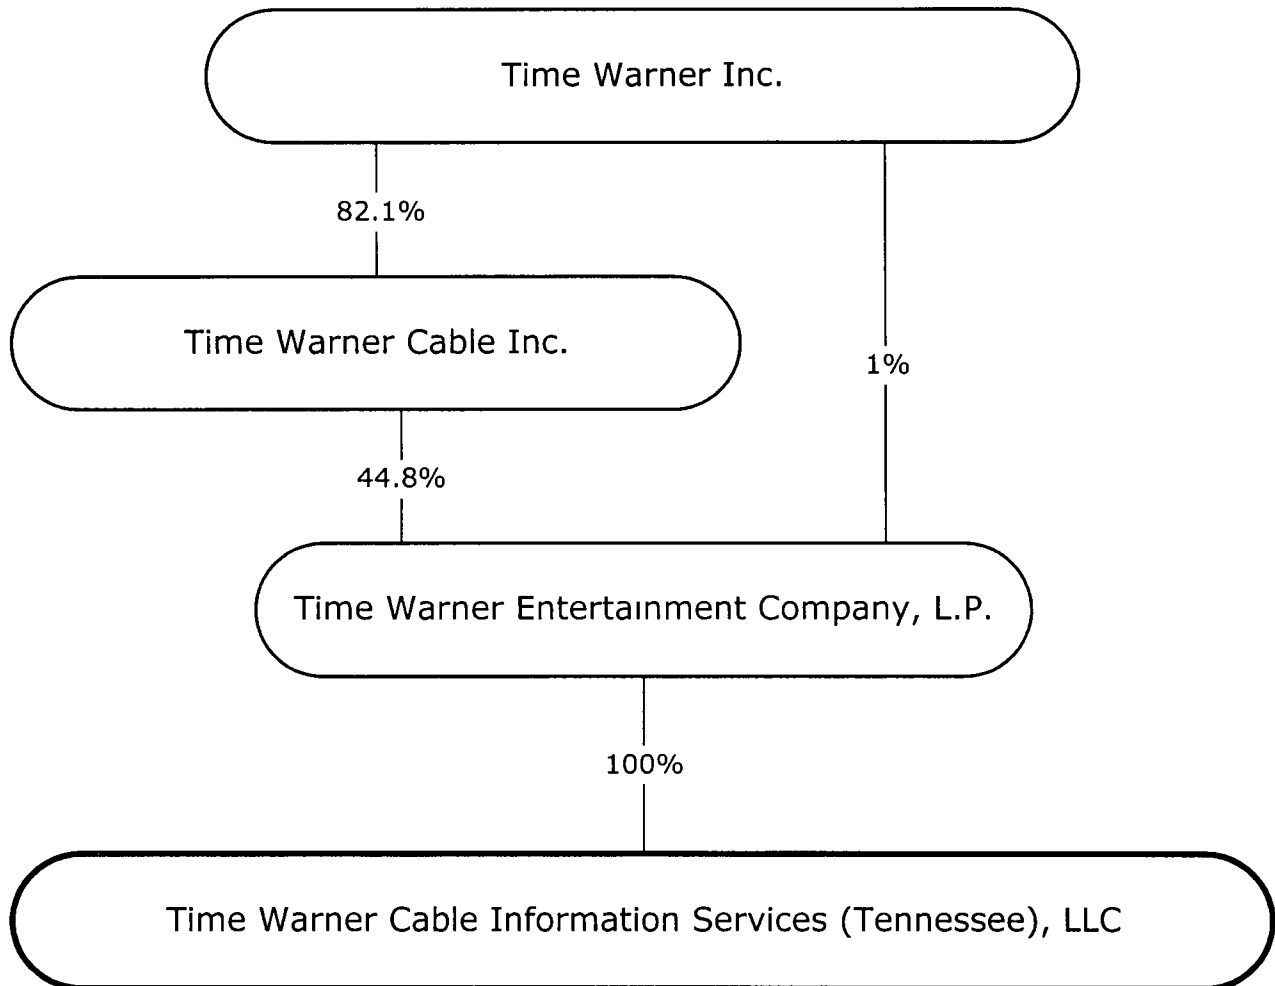 Time Warner Inc.
82.1%
Time Warner Cable Inc.
1%
44.8%
Time Warner Entertainment Company, L.P.
100%
Time Warner Cable Information Services (Tennessee), LLC